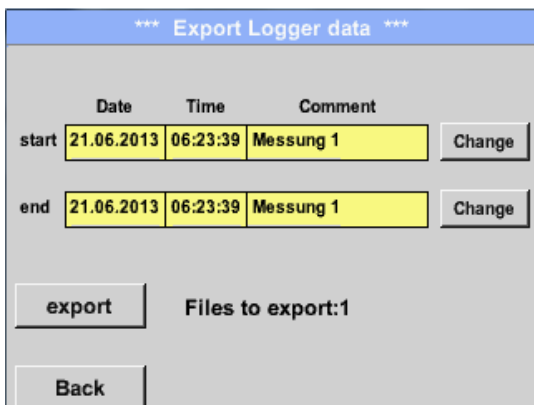 *** Export Logger data ***
Date Time Comment
start 21.06.2013 06:23:39 Messung 1 Change
end 21.06.2013 06:23:39 Messung 1 Change
export Files to export:1
Back